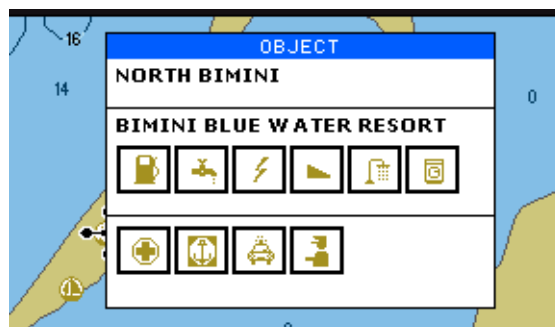 16
OBJECT
NORTH BIMINI
14
0
BIMINI BLUE WATER RESORT